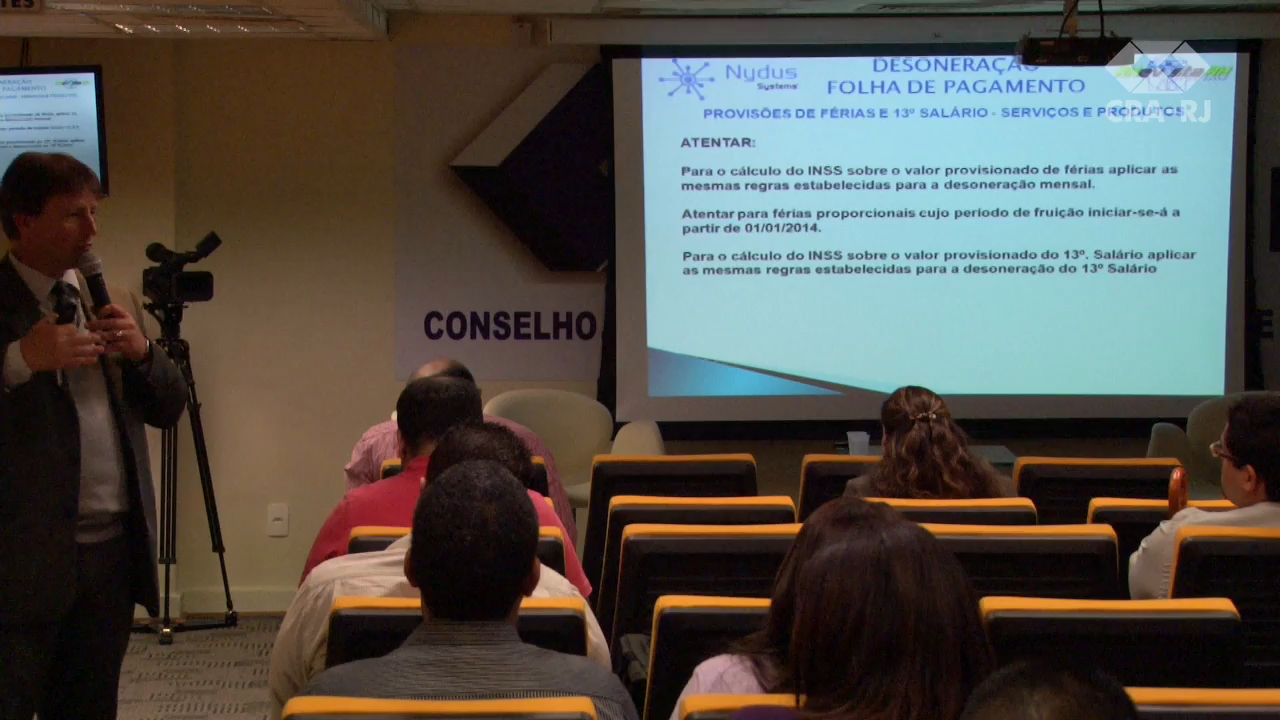 DESONERAÇÃO
Nydus
Systems
FOLHA DE PAGAMENTO
CRA-RJ
PROVISÕES DE FÉRIAS E 13º SALÁRIO - SERVIÇOS E PRODUTOS
ATENTAR:
Para o cálculo do INSS sobre o valor provisionado de férias aplicar as
mesmas regras estabelecidas para a desoneração mensal.
Atentar para férias proporcionais cujo período de fruição iniciar-se-á a
partir de 01/01/2014.
Para o cálculo do INSS sobre o valor provisionado do 13º. Salário aplicar
as mesmas regras estabelecidas para a desoneração do 13º Salário
CONSELHO